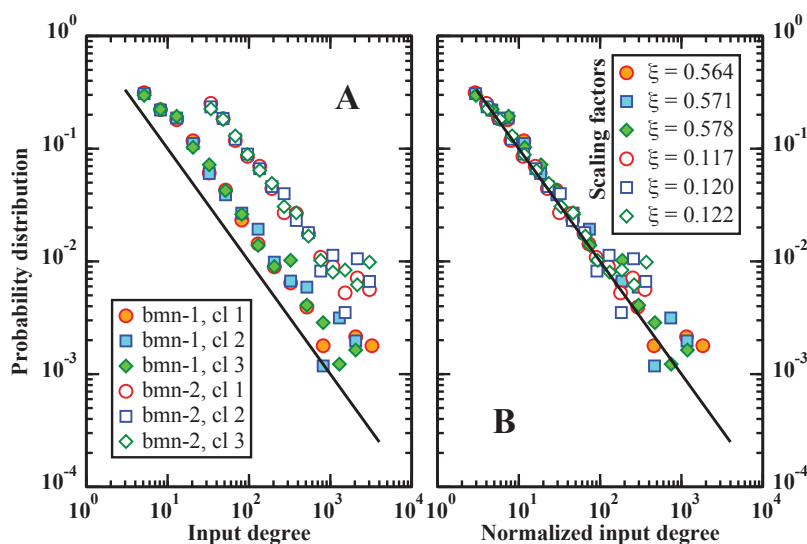 10^0
10^-1
10^-2
10^-3
10^-4
Probability distribution
A
bmn-1, cl 1
bmn-1, cl 2
bmn-1, cl 3
bmn-2, cl 1
bmn-2, cl 2
bmn-2, cl 3
10^0 10^1 10^2 10^3 10^4
Input degree
B
Scaling factors
ξ = 0.564
ξ = 0.571
ξ = 0.578
ξ = 0.117
ξ = 0.120
ξ = 0.122
10^0
10^-1
10^-2
10^-3
10^-4
10^0 10^1 10^2 10^3 10^4
Normalized input degree